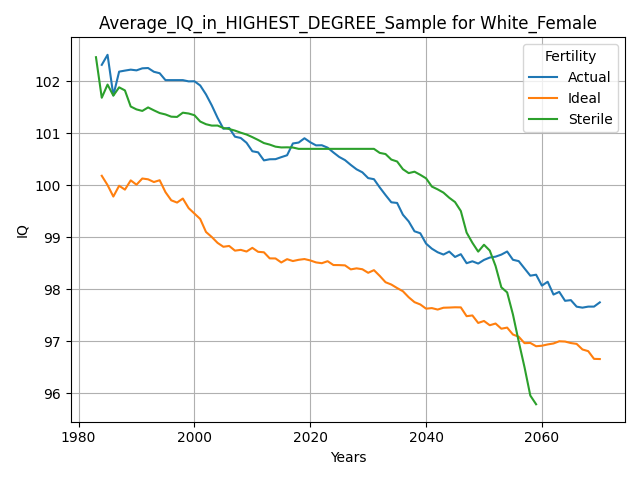 Average_IQ_in_HIGHEST_DEGREE_Sample for White_Female
Fertility
Actual
Ideal
Sterile
IQ
102
101
100
99
98
97
96
1980
2000
2020
2040
2060
Years